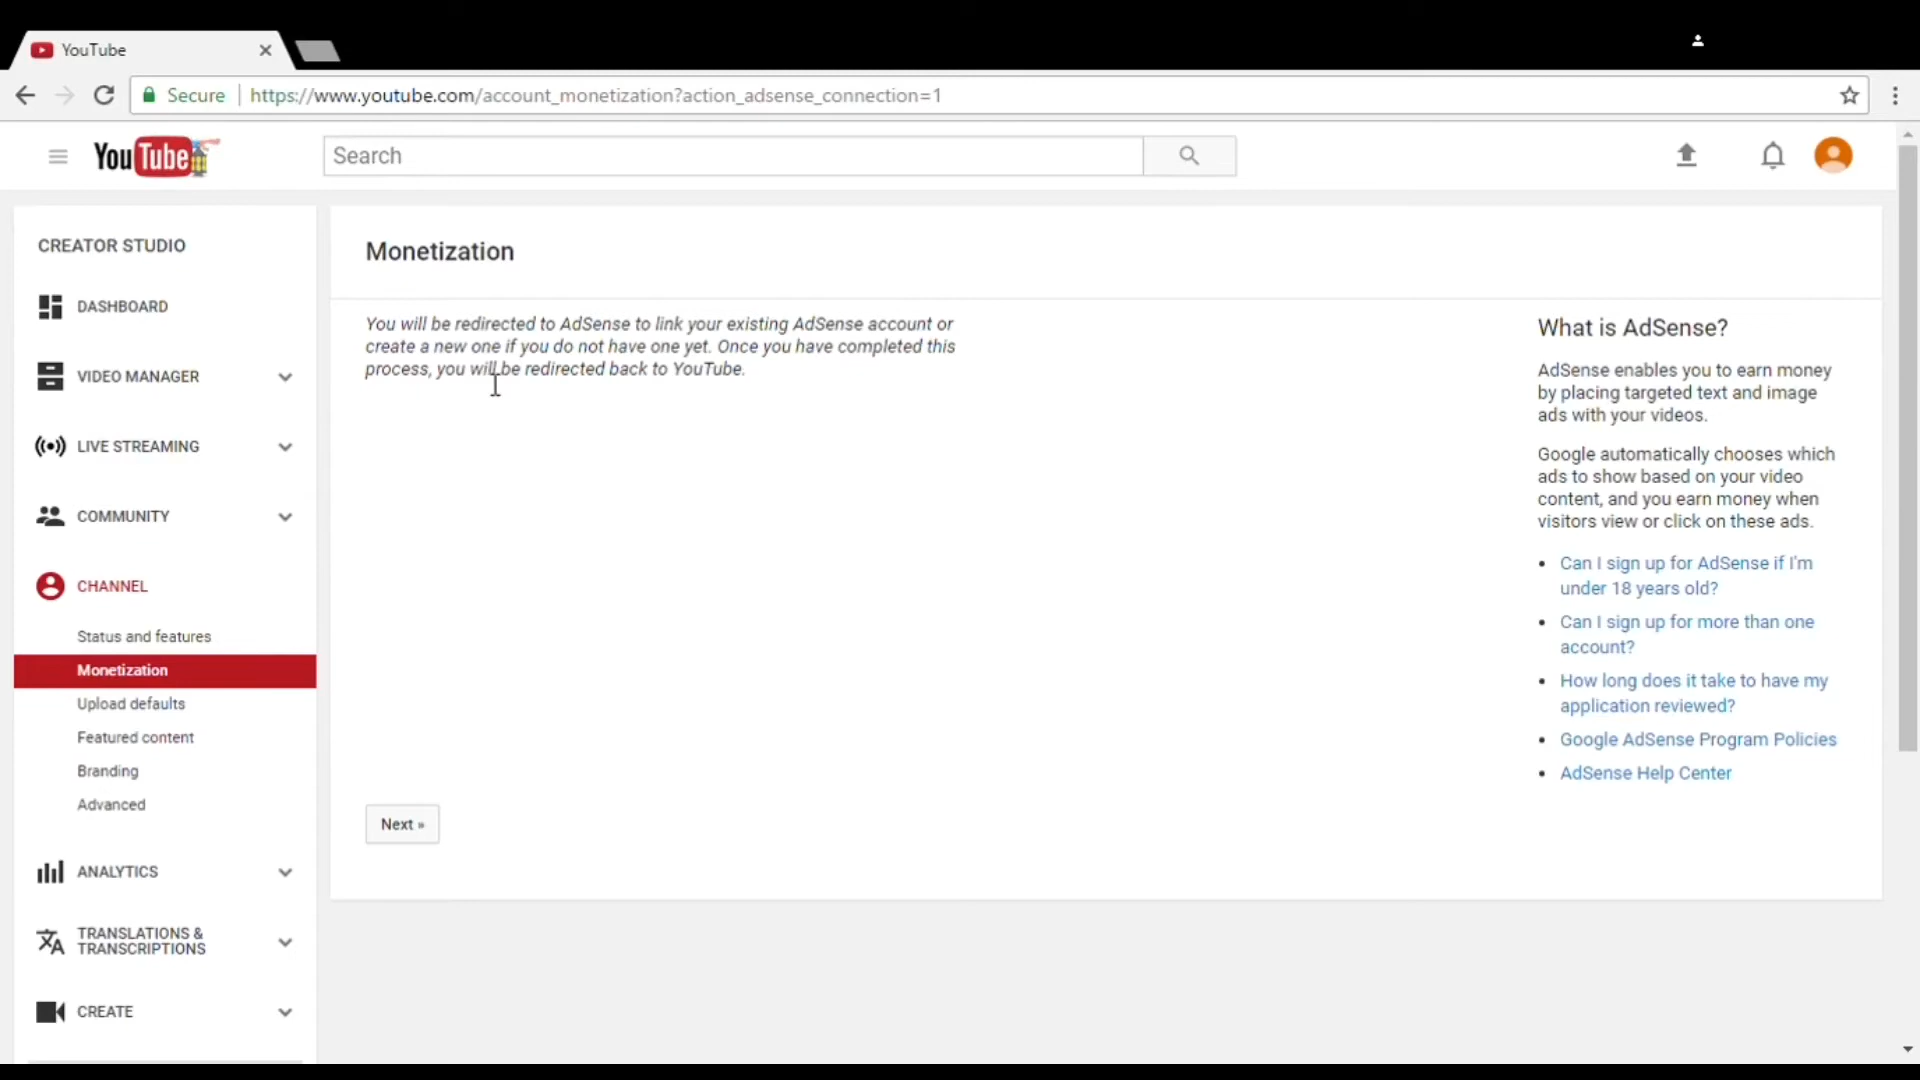 YouTube
Secure
https://www.youtube.com/account_monetization?action_adsense_connection=1
YouTube
Search
CREATOR STUDIO
DASHBOARD
VIDEO MANAGER
LIVE STREAMING
COMMUNITY
CHANNEL
Status and features
Monetization
Upload defaults
Featured content
Branding
Advanced
ANALYTICS
TRANSLATIONS &
TRANSCRIPTIONS
CREATE
Monetization
You will be redirected to AdSense to link your existing AdSense account or
create a new one if you do not have one yet. Once you have completed this
process, you will be redirected back to YouTube.
Next »
What is AdSense?
AdSense enables you to earn money
by placing targeted text and image
ads with your videos.
Google automatically chooses which
ads to show based on your video
content, and you earn money when
visitors view or click on these ads.
• Can I sign up for AdSense if I'm
under 18 years old?
• Can I sign up for more than one
account?
• How long does it take to have my
application reviewed?
• Google AdSense Program Policies
• AdSense Help Center